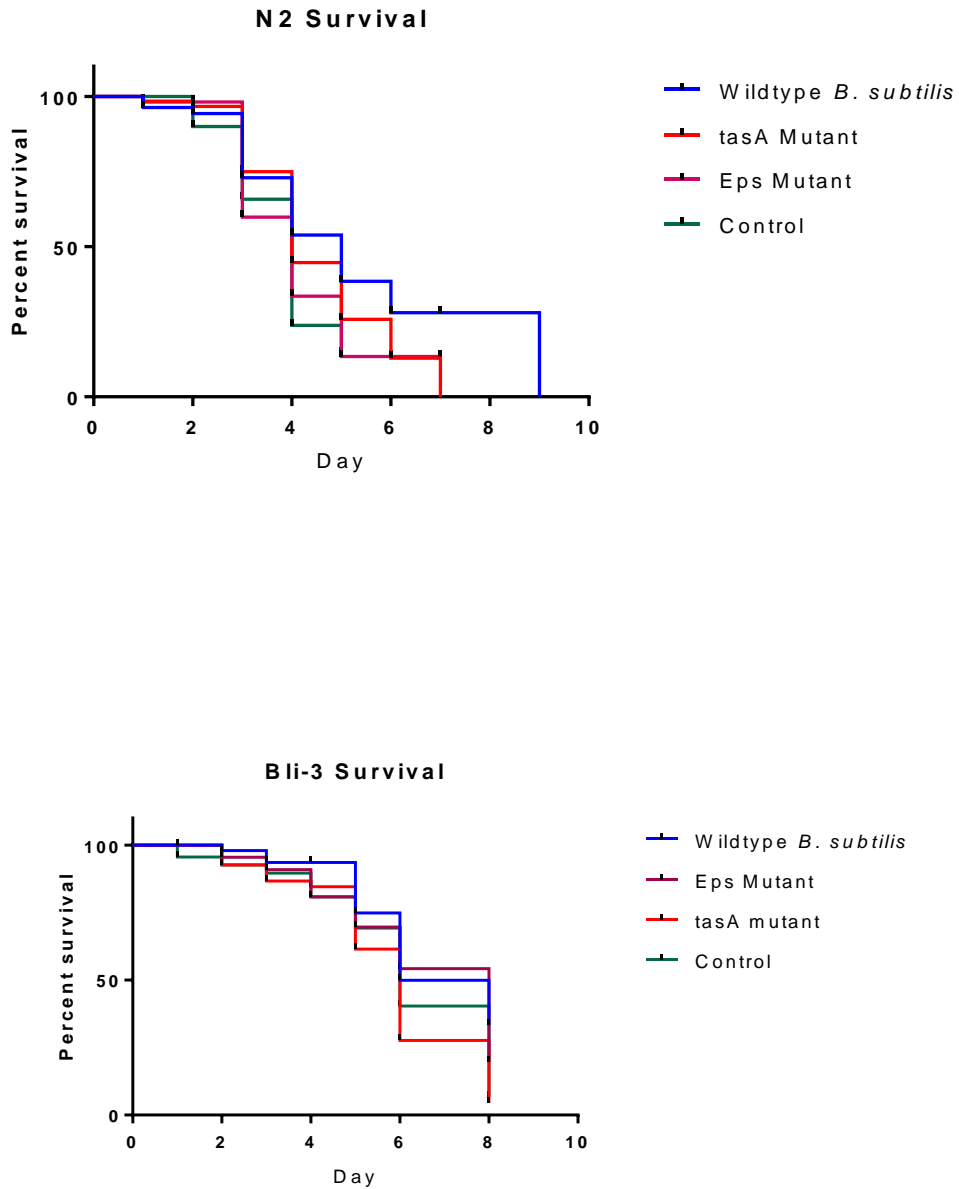 N2 Survival
100
50
0
Percent survival
0 2 4 6 8 10
Day
Wildtype B. subtilis
tasA Mutant
Eps Mutant
Control
Bli-3 Survival
100
50
0
Percent survival
0 2 4 6 8 10
Day
Wildtype B. subtilis
Eps Mutant
tasA mutant
Control